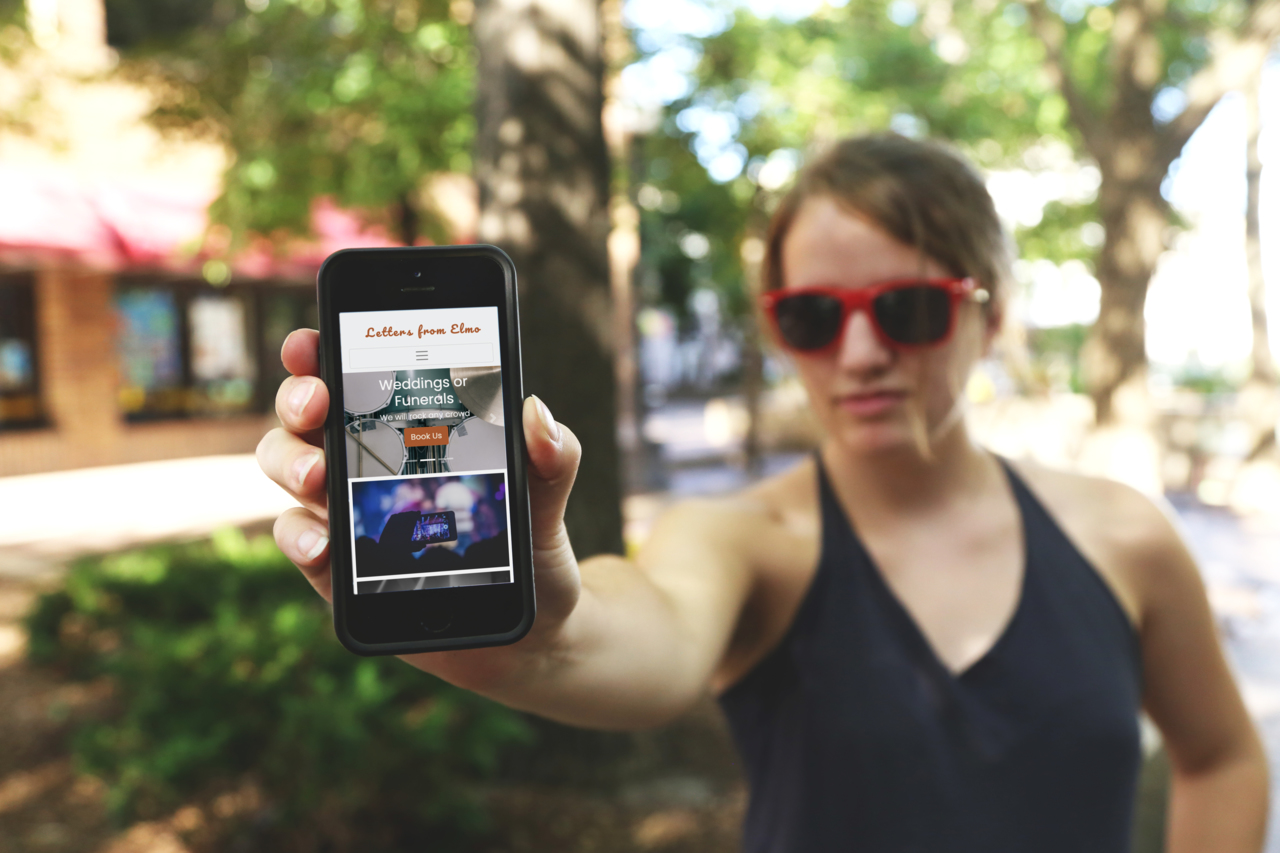 Letters from Elmo
Weddings or
Funerals
We will rock any crowd
Book Us